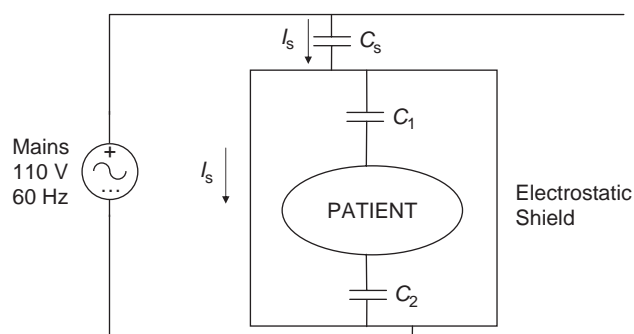 Iₛ
Cₛ
C₁
Mains
110 V
60 Hz
+
Iₛ
PATIENT
Electrostatic
Shield
C₂